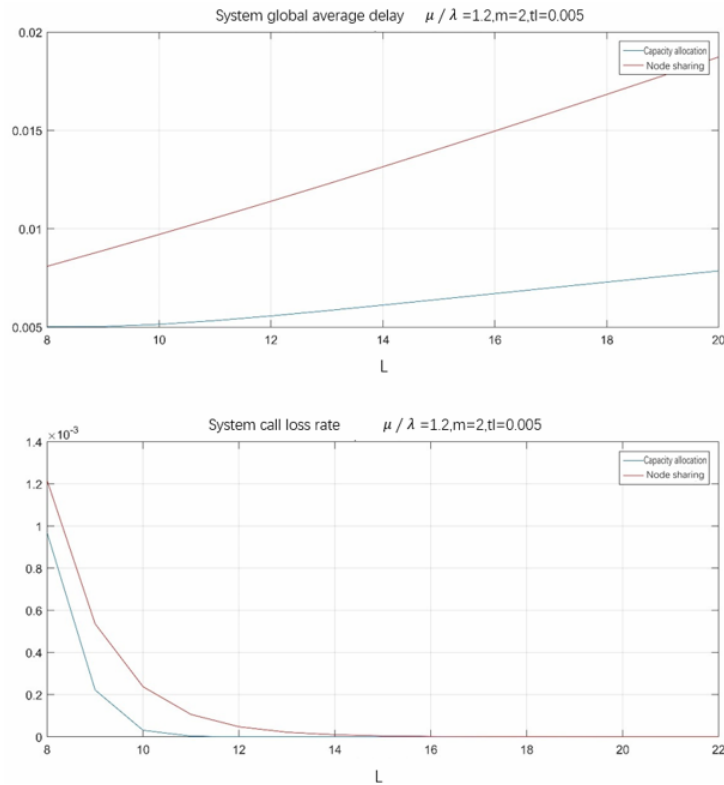 System global average delay μ / λ =1.2,m=2,tl=0.005
0.02
Capacity allocation
Node sharing
0.015
0.01
0.005
8 10 12 14 16 18 20
L
System call loss rate μ / λ =1.2,m=2,tl=0.005
×10⁻³
1.4
Capacity allocation
Node sharing
1.2
1
0.8
0.6
0.4
0.2
0
8 10 12 14 16 18 20 22
L